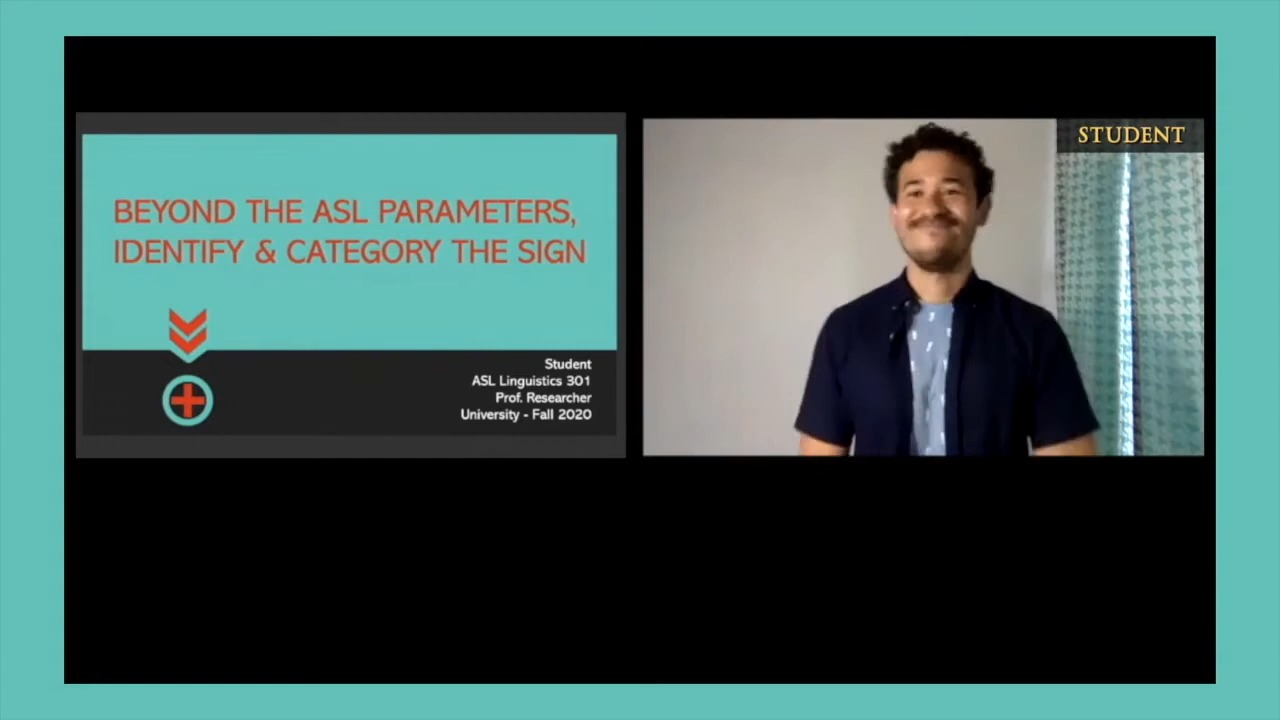 BEYOND THE ASL PARAMETERS,
IDENTIFY & CATEGORY THE SIGN
Student
ASL Linguistics 301
Prof. Researcher
University - Fall 2020
STUDENT